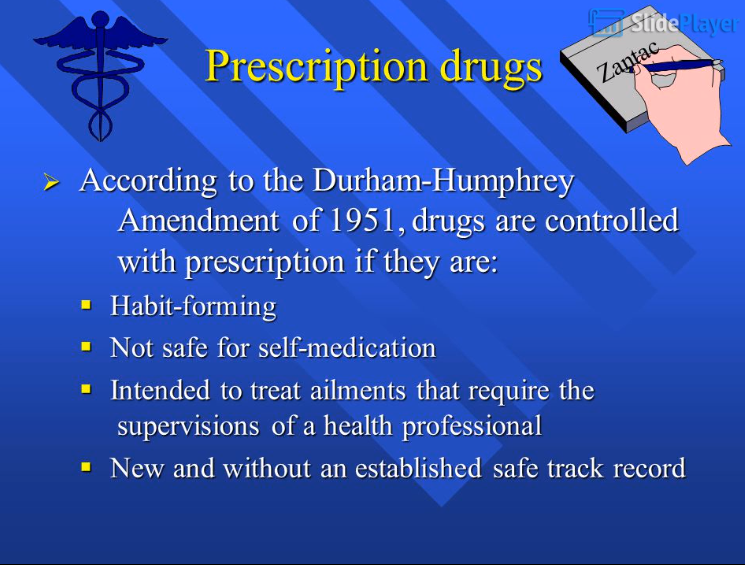 SlidePlayer
Zantac
Prescription drugs
According to the Durham-Humphrey
Amendment of 1951, drugs are controlled
with prescription if they are:
Habit-forming
Not safe for self-medication
Intended to treat ailments that require the
supervisions of a health professional
New and without an established safe track record